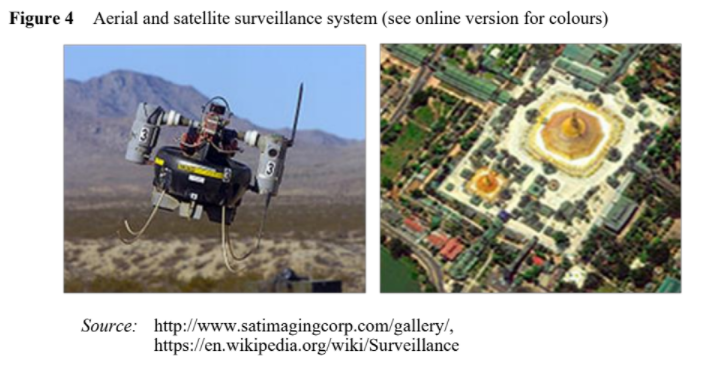 Figure 4 Aerial and satellite surveillance system (see online version for colours)
3
3
3
Source: http://www.satimagingcorp.com/gallery/,
https://en.wikipedia.org/wiki/Surveillance